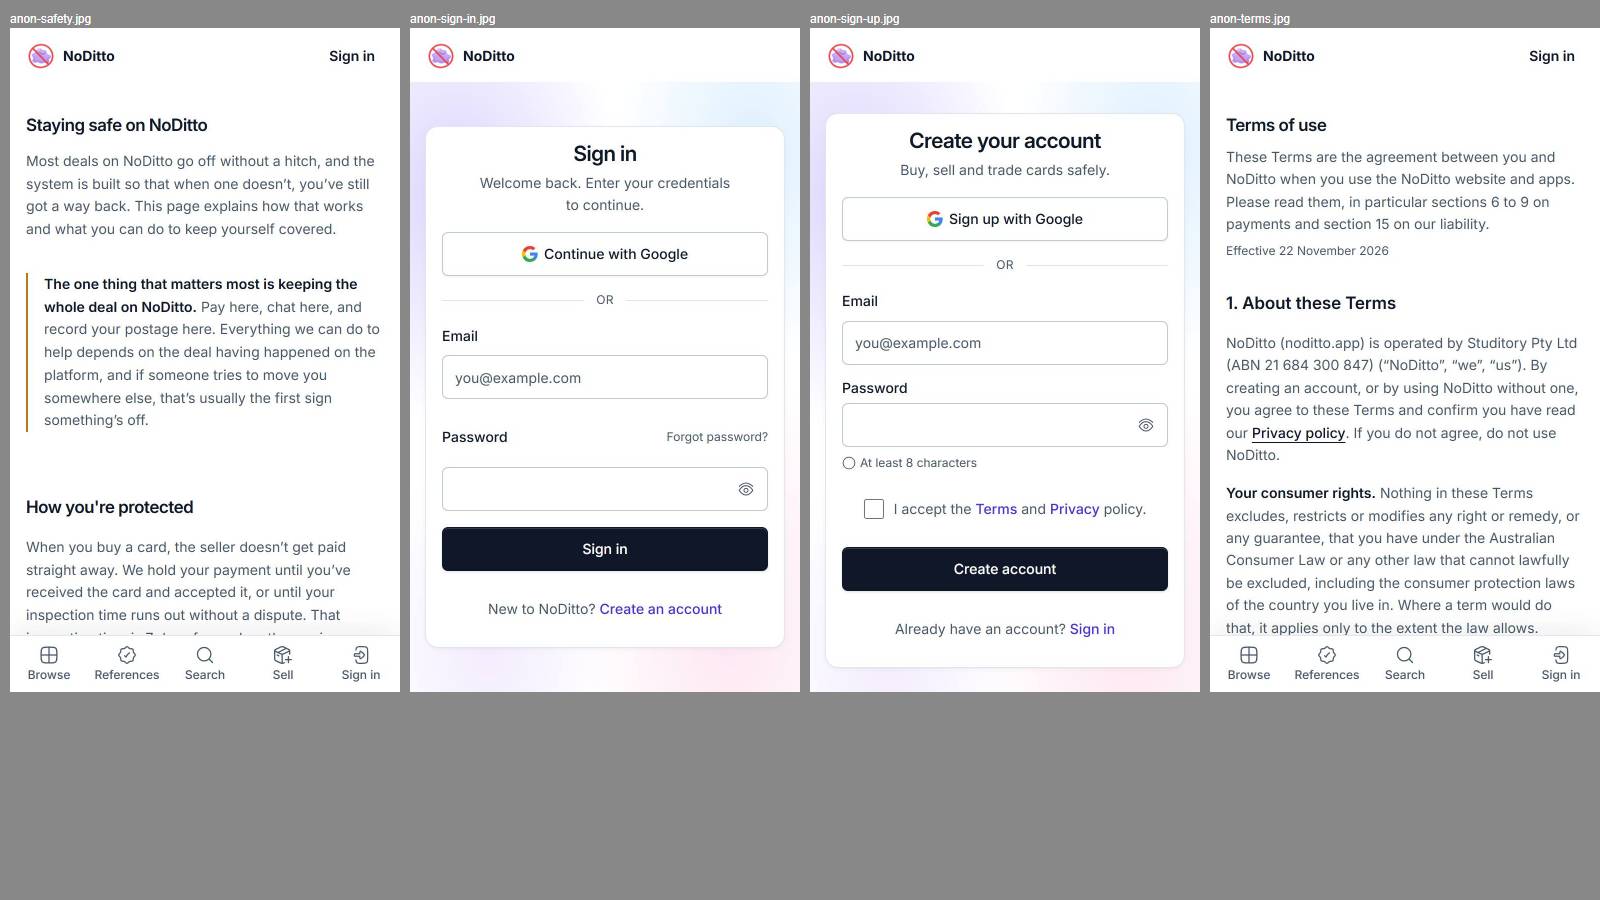 anon-safety.jpg
NoDitto
Sign in
Staying safe on NoDitto
Most deals on NoDitto go off without a hitch, and the
system is built so that when one doesn’t, you’ve still
got a way back. This page explains how that works
and what you can do to keep yourself covered.
The one thing that matters most is keeping the
whole deal on NoDitto. Pay here, chat here, and
record your postage here. Everything we can do to
help depends on the deal having happened on the
platform, and if someone tries to move you
somewhere else, that’s usually the first sign
something’s off.
How you're protected
When you buy a card, the seller doesn’t get paid
straight away. We hold your payment until you’ve
received the card and accepted it, or until your
inspection time runs out without a dispute. That
Browse
References
Search
Sell
Sign in
anon-sign-in.jpg
NoDitto
Sign in
Welcome back. Enter your credentials
to continue.
Continue with Google
OR
Email
you@example.com
Password
Forgot password?
Sign in
New to NoDitto? Create an account
anon-sign-up.jpg
NoDitto
Create your account
Buy, sell and trade cards safely.
Sign up with Google
OR
Email
you@example.com
Password
At least 8 characters
I accept the Terms and Privacy policy.
Create account
Already have an account? Sign in
anon-terms.jpg
NoDitto
Sign in
Terms of use
These Terms are the agreement between you and
NoDitto when you use the NoDitto website and apps.
Please read them, in particular sections 6 to 9 on
payments and section 15 on our liability.
Effective 22 November 2026
1. About these Terms
NoDitto (noditto.app) is operated by Studitory Pty Ltd
(ABN 21 684 300 847) (“NoDitto”, “we”, “us”). By
creating an account, or by using NoDitto without one,
you agree to these Terms and confirm you have read
our Privacy policy. If you do not agree, do not use
NoDitto.
Your consumer rights. Nothing in these Terms
excludes, restricts or modifies any right or remedy, or
any guarantee, that you have under the Australian
Consumer Law or any other law that cannot lawfully
be excluded, including the consumer protection laws
of the country you live in. Where a term would do
that, it applies only to the extent the law allows.
Browse
References
Search
Sell
Sign in